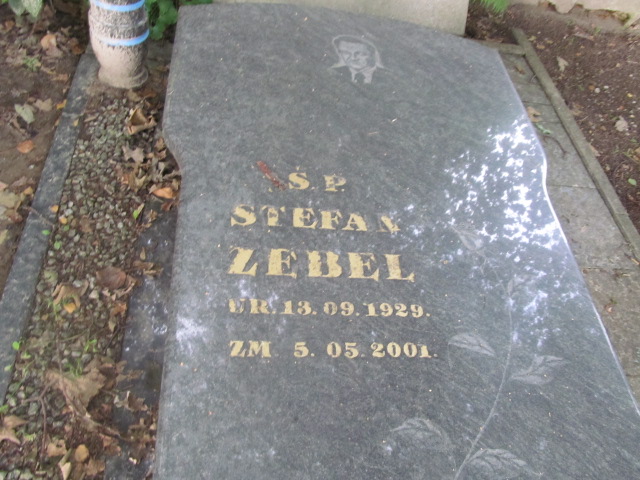 Ś. P.
STEFAN
ZEBEL
UR. 13. 09. 1929.
ZM 5. 05. 2001.